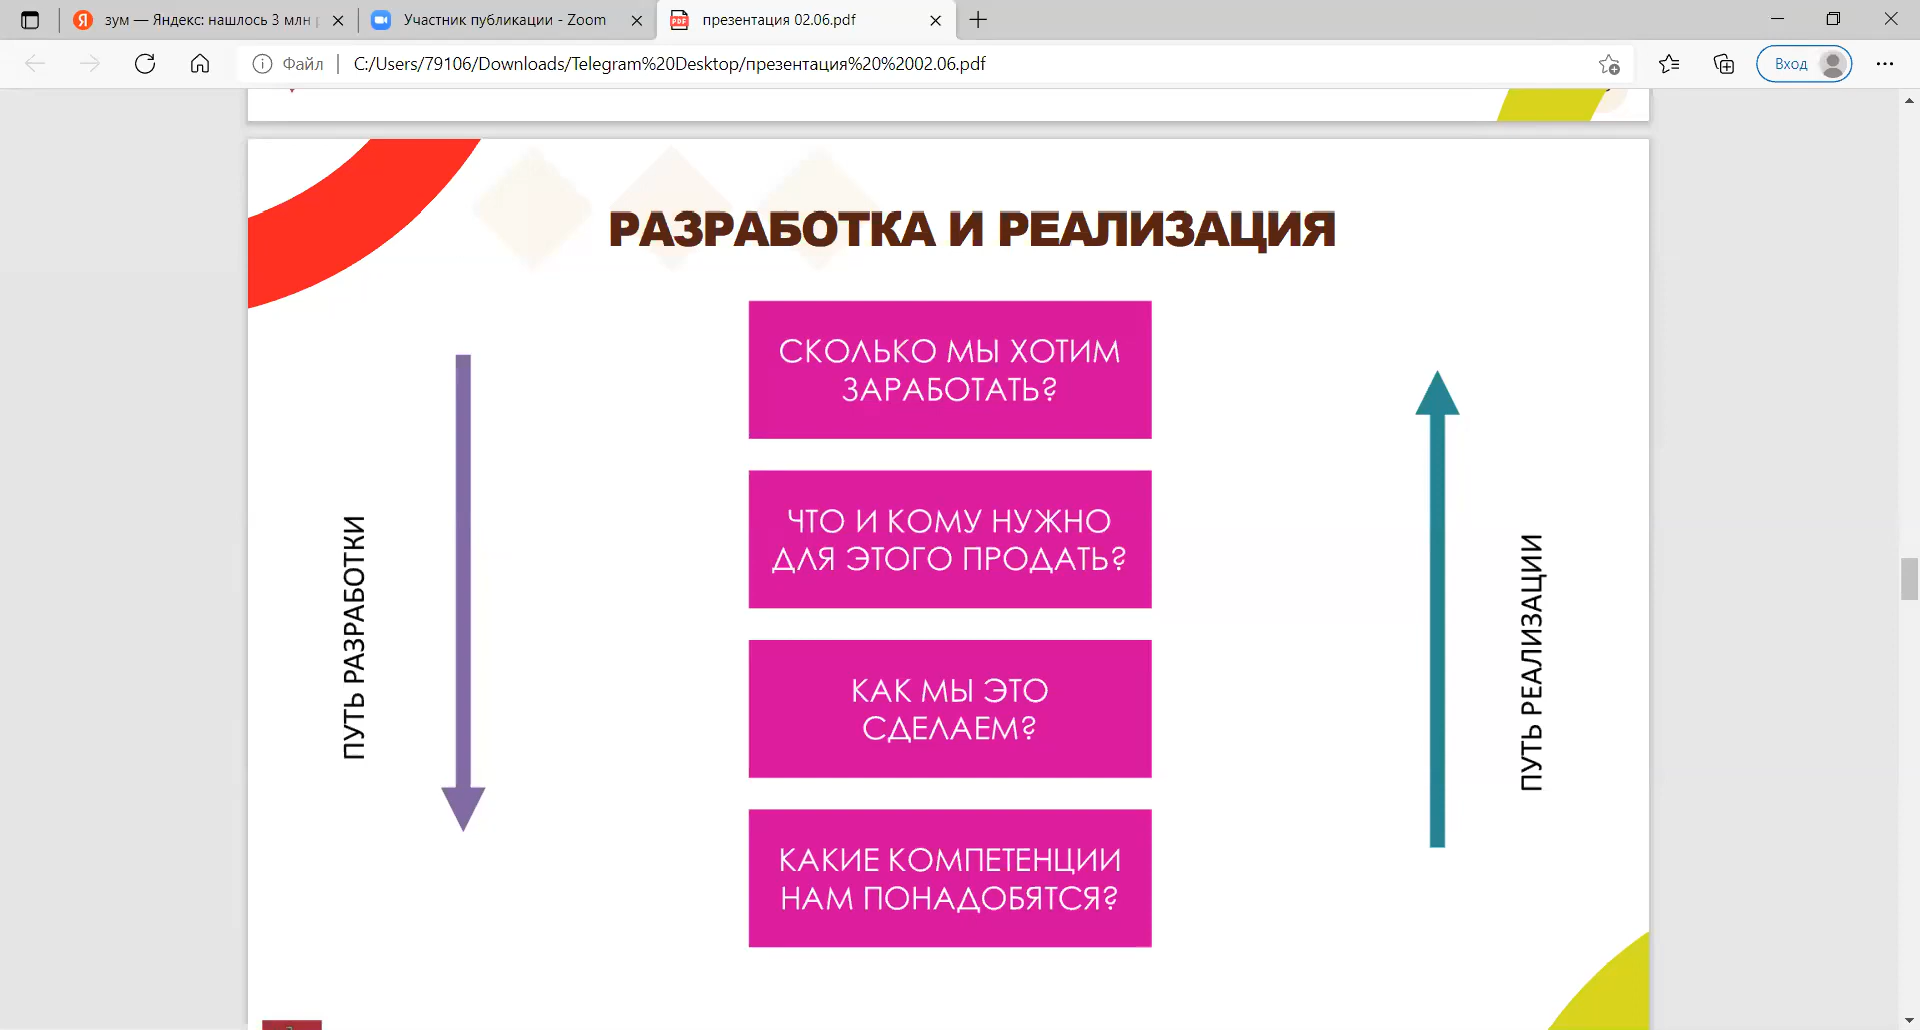 зум — Яндекс: нашлось 3 млн
Участник публикации - Zoom
презентация 02.06.pdf
Файл
C:/Users/79106/Downloads/Telegram%20Desktop/презентация%20%2002.06.pdf
Вход
РАЗРАБОТКА И РЕАЛИЗАЦИЯ
СКОЛЬКО МЫ ХОТИМ
ЗАРАБОТАТЬ?
ЧТО И КОМУ НУЖНО
ДЛЯ ЭТОГО ПРОДАТЬ?
КАК МЫ ЭТО
СДЕЛАЕМ?
КАКИЕ КОМПЕТЕНЦИИ
НАМ ПОНАДОБЯТСЯ?
ПУТЬ РАЗРАБОТКИ
ПУТЬ РЕАЛИЗАЦИИ